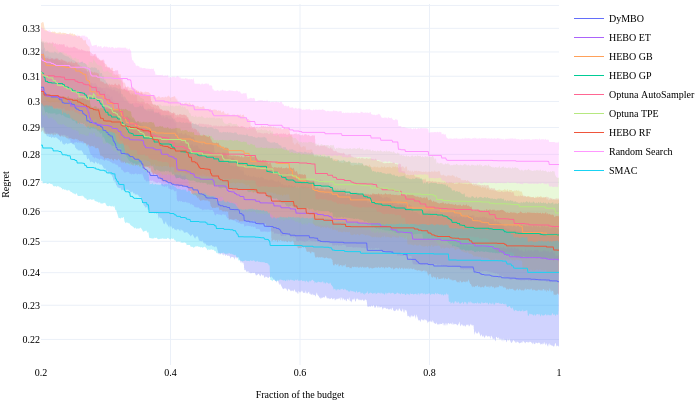 0.33
0.32
0.31
0.3
0.29
0.28
0.27
0.26
0.25
0.24
0.23
0.22
Regret
0.2
0.4
0.6
0.8
1
Fraction of the budget
DyMBO
HEBO ET
HEBO GB
HEBO GP
Optuna AutoSampler
Optuna TPE
HEBO RF
Random Search
SMAC